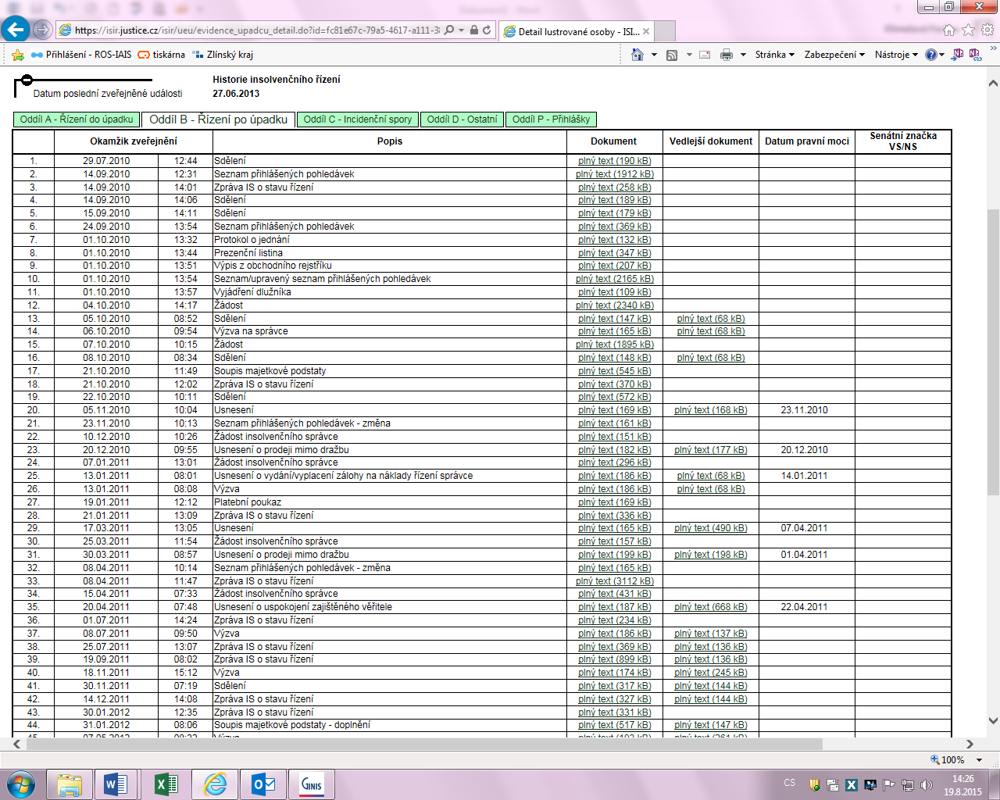 https://isir.justice.cz/isir/ueu/evidence_upadcu_detail.do?id=fc81e67c-79a5-4617-a111-3
Detail lustrované osoby - ISI...
Přihlášení - ROS-IAIS tiskárna Zlínský kraj
Stránka Zabezpečení Nástroje
Historie insolvenčního řízení
Datum poslední zveřejněné události 27.06.2013
Oddíl A - Řízení do úpadku Oddíl B - Řízení po úpadku Oddíl C - Incidenční spory Oddíl D - Ostatní Oddíl P - Přihlášky
Okamžik zveřejnění Popis Dokument Vedlejší dokument Datum pravní moci Senátní značka VS/NS
1. 29.07.2010 12:44 Sdělení plný text (190 kB)
2. 14.09.2010 12:31 Seznam přihlášených pohledávek plný text (1912 kB)
3. 14.09.2010 14:01 Zpráva IS o stavu řízení plný text (258 kB)
4. 14.09.2010 14:06 Sdělení plný text (189 kB)
5. 15.09.2010 14:11 Sdělení plný text (179 kB)
6. 24.09.2010 13:54 Seznam přihlášených pohledávek plný text (369 kB)
7. 01.10.2010 13:32 Protokol o jednání plný text (132 kB)
8. 01.10.2010 13:44 Prezenční listina plný text (347 kB)
9. 01.10.2010 13:51 Výpis z obchodního rejstříku plný text (207 kB)
10. 01.10.2010 13:54 Seznam/upravený seznam přihlášených pohledávek plný text (2165 kB)
11. 01.10.2010 13:57 Vyjádření dlužníka plný text (109 kB)
12. 04.10.2010 14:17 Žádost plný text (2340 kB)
13. 05.10.2010 08:52 Sdělení plný text (147 kB) plný text (68 kB)
14. 06.10.2010 09:54 Výzva na správce plný text (165 kB) plný text (68 kB)
15. 07.10.2010 10:15 Žádost plný text (1895 kB)
16. 08.10.2010 08:34 Sdělení plný text (148 kB) plný text (68 kB)
17. 21.10.2010 11:49 Soupis majetkové podstaty plný text (545 kB)
18. 21.10.2010 12:02 Zpráva IS o stavu řízení plný text (370 kB)
19. 22.10.2010 10:11 Sdělení plný text (572 kB)
20. 05.11.2010 10:04 Usnesení plný text (169 kB) plný text (168 kB) 23.11.2010
21. 23.11.2010 10:13 Seznam přihlášených pohledávek - změna plný text (161 kB)
22. 10.12.2010 10:26 Žádost insolvenčního správce plný text (151 kB)
23. 20.12.2010 09:55 Usnesení o prodeji mimo dražbu plný text (182 kB) plný text (177 kB) 20.12.2010
24. 07.01.2011 13:01 Žádost insolvenčního správce plný text (296 kB)
25. 13.01.2011 08:01 Usnesení o vydání/vyplacení zálohy na náklady řízení správce plný text (186 kB) plný text (68 kB) 14.01.2011
26. 13.01.2011 08:08 Výzva plný text (186 kB) plný text (68 kB)
27. 19.01.2011 12:12 Platební poukaz plný text (169 kB)
28. 21.01.2011 13:09 Zpráva IS o stavu řízení plný text (336 kB)
29. 17.03.2011 13:05 Usnesení plný text (165 kB) plný text (490 kB) 07.04.2011
30. 25.03.2011 11:54 Žádost insolvenčního správce plný text (157 kB)
31. 30.03.2011 08:57 Usnesení o prodeji mimo dražbu plný text (199 kB) plný text (198 kB) 01.04.2011
32. 08.04.2011 10:14 Seznam přihlášených pohledávek - změna plný text (165 kB)
33. 08.04.2011 11:47 Zpráva IS o stavu řízení plný text (3112 kB)
34. 15.04.2011 07:33 Žádost insolvenčního správce plný text (431 kB)
35. 20.04.2011 07:48 Usnesení o uspokojení zajištěného věřitele plný text (187 kB) plný text (668 kB) 22.04.2011
36. 01.07.2011 14:24 Zpráva IS o stavu řízení plný text (234 kB)
37. 08.07.2011 09:50 Výzva plný text (186 kB) plný text (137 kB)
38. 25.07.2011 13:07 Zpráva IS o stavu řízení plný text (369 kB) plný text (136 kB)
39. 19.09.2011 08:02 Zpráva IS o stavu řízení plný text (899 kB) plný text (136 kB)
40. 18.11.2011 15:12 Výzva plný text (174 kB) plný text (245 kB)
41. 30.11.2011 07:19 Sdělení plný text (317 kB) plný text (144 kB)
42. 14.12.2011 14:08 Zpráva IS o stavu řízení plný text (327 kB) plný text (144 kB)
43. 30.01.2012 12:35 Zpráva IS o stavu řízení plný text (331 kB)
44. 31.01.2012 08:06 Soupis majetkové podstaty - doplnění plný text (517 kB) plný text (147 kB)
100%
GINIS
CS
14:26
19.8.2015